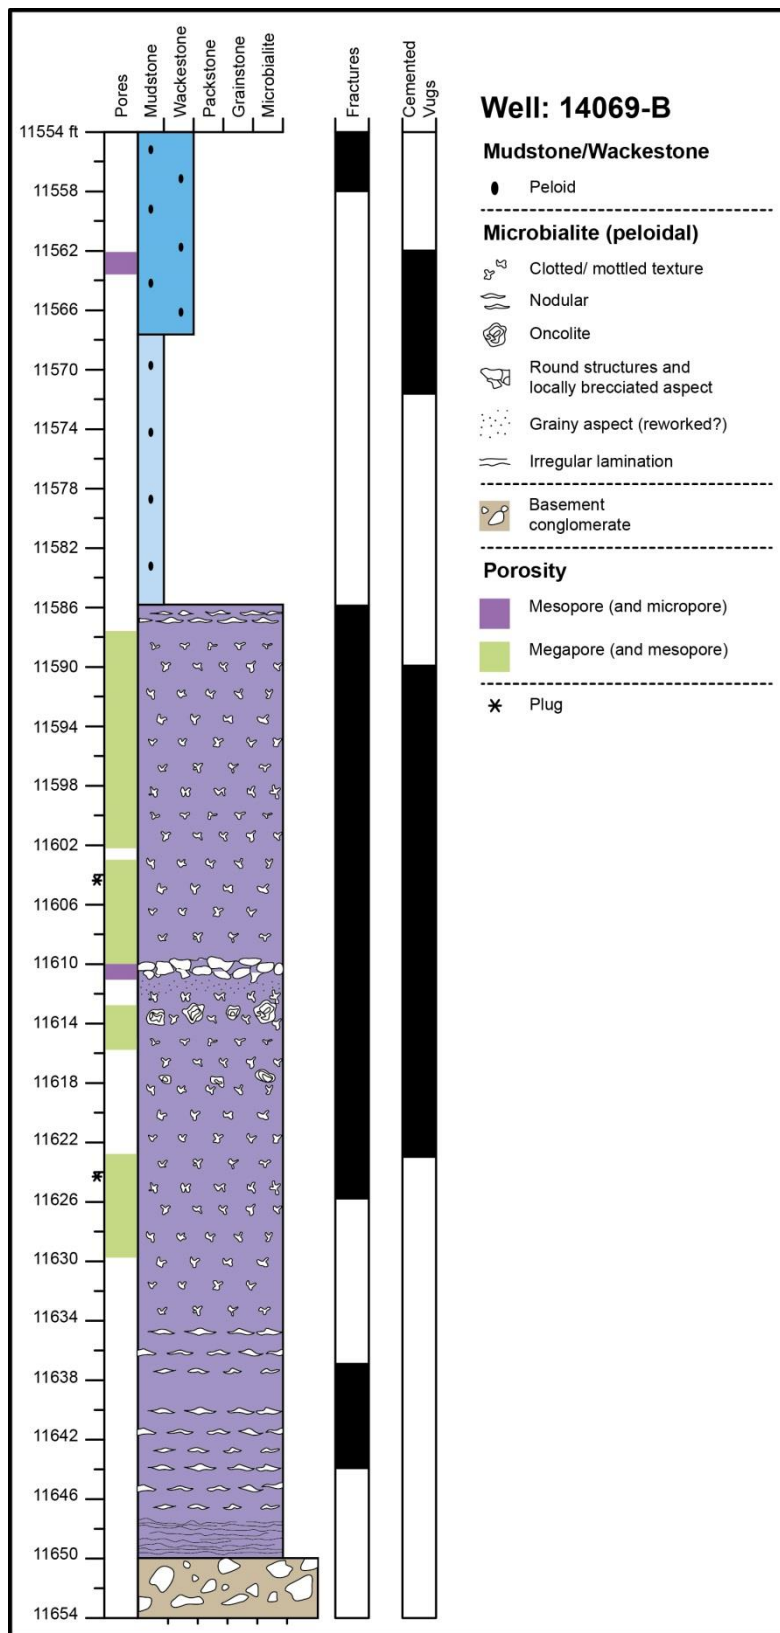 Pores
Mudstone
Wackestone
Packstone
Grainstone
Microbialite
Fractures
Cemented
Vugs
11554 ft
11558
11562
11566
11570
11574
11578
11582
11586
11590
11594
11598
11602
11606
11610
11614
11618
11622
11626
11630
11634
11638
11642
11646
11650
11654
Well: 14069-B
Mudstone/Wackestone
Peloid
Microbialite (peloidal)
Clotted/ mottled texture
Nodular
Oncolite
Round structures and
locally brecciated aspect
Grainy aspect (reworked?)
Irregular lamination
Basement
conglomerate
Porosity
Mesopore (and micropore)
Megapore (and mesopore)
Plug